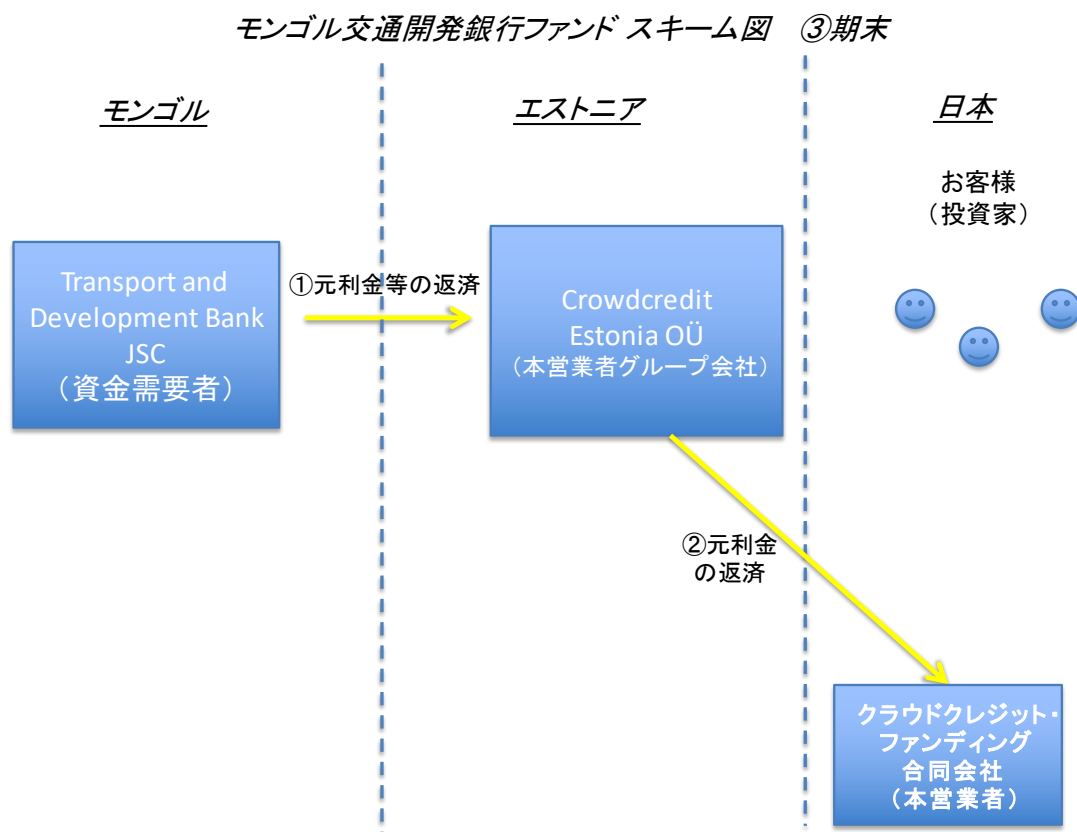 モンゴル交通開発銀行ファンド スキーム図　③期末
モンゴル
エストニア
日本
お客様
（投資家）
Transport and
Development Bank
JSC
（資金需要者）
①元利金等の返済
Crowdcredit
Estonia OÜ
（本営業者グループ会社）
②元利金
の返済
クラウドクレジット・
ファンディング
合同会社
（本営業者）